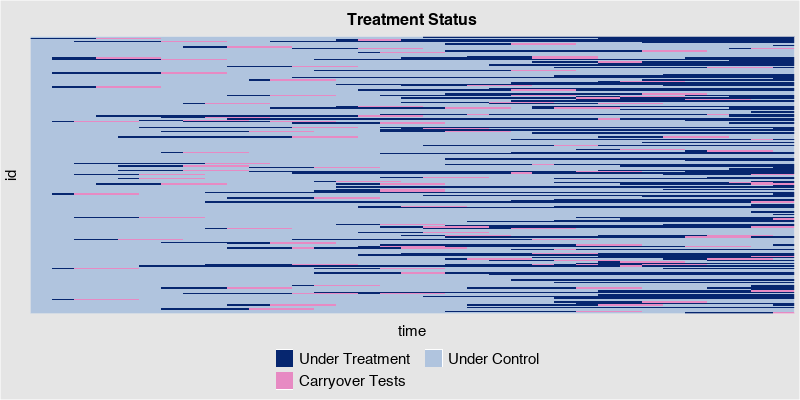 Treatment Status
id
time
Under Treatment
Under Control
Carryover Tests